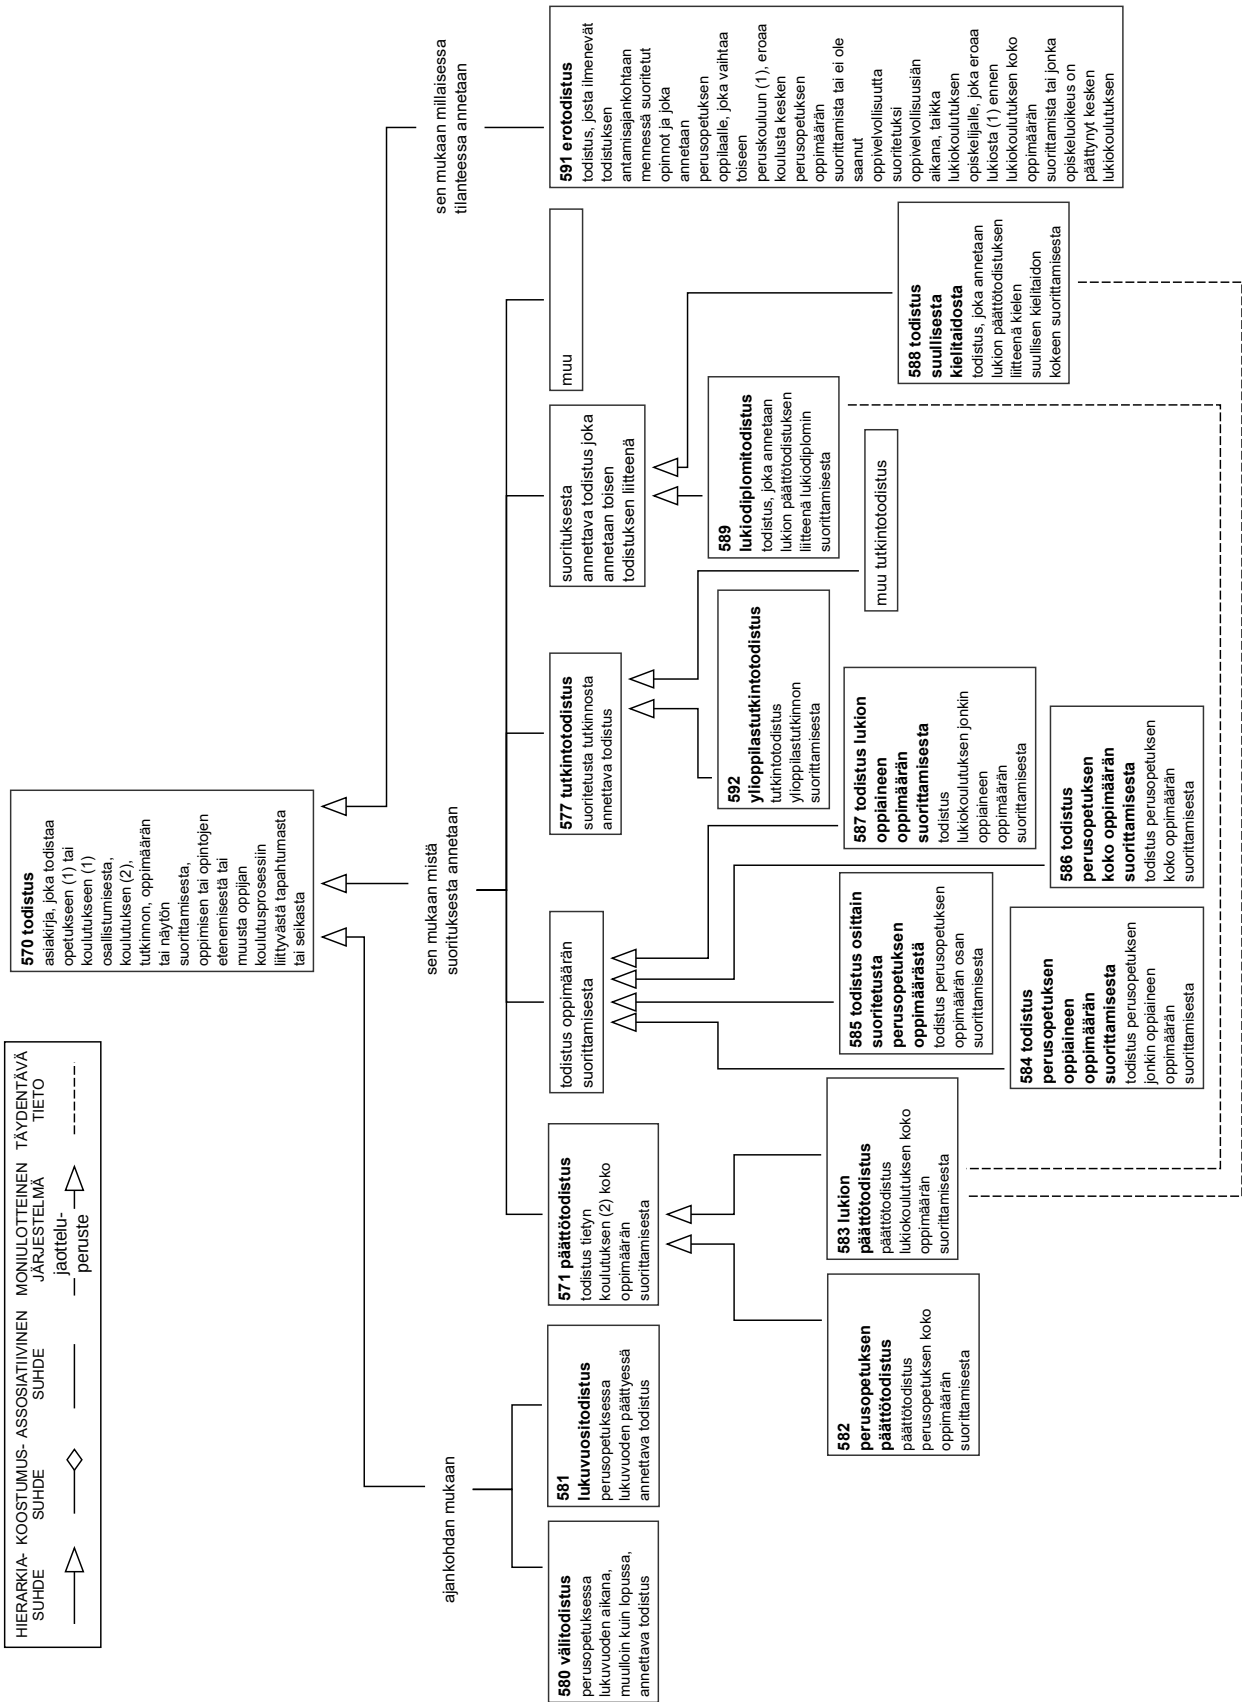 HIERARKIA-
SUHDE
KOOSTUMUS-
SUHDE
ASSOSIATIIVINEN
SUHDE
MONIULOTTEINEN
JÄRJESTELMÄ
jaottelu-
peruste
TÄYDENTÄVÄ
TIETO
570 todistus
asiakirja, joka todistaa
opetukseen (1) tai
koulutukseen (1)
osallistumisesta,
koulutuksen (2),
tutkinnon, oppimäärän
tai näytön
suorittamisesta,
oppimisen tai opintojen
etenemisestä tai
muusta oppijan
koulutusprosessiin
liittyvästä tapahtumasta
tai seikasta
ajankohdan mukaan
sen mukaan mistä
suorituksesta annetaan
sen mukaan millaisessa
tilanteessa annetaan
580 välitodistus
perusopetuksessa
lukuvuoden aikana,
muulloin kuin lopussa,
annettava todistus
581
lukuvuositodistus
perusopetuksessa
lukuvuoden päättyessä
annettava todistus
571 päättötodistus
todistus tietyn
koulutuksen (2) koko
oppimäärän
suorittamisesta
todistus oppimäärän
suorittamisesta
577 tutkintotodistus
suoritetusta tutkinnosta
annettava todistus
suorituksesta
annettava todistus joka
annetaan toisen
todistuksen liitteenä
muu
591 erotodistus
todistus, josta ilmenevät
todistuksen
antamisajankohtaan
mennessä suoritetut
opinnot ja joka
annetaan
perusopetuksen
oppilaalle, joka vaihtaa
toiseen
peruskouluun (1), eroaa
koulusta kesken
perusopetuksen
oppimäärän
suorittamista tai ei ole
saanut
oppivelvollisuutta
suoritetuksi
oppivelvollisuusiän
aikana, taikka
lukiokoulutuksen
opiskelijalle, joka eroaa
lukiosta (1) ennen
lukiokoulutuksen koko
oppimäärän
suorittamista tai jonka
opiskeluoikeus on
päättynyt kesken
lukiokoulutuksen
582
perusopetuksen
päättötodistus
päättötodistus
perusopetuksen koko
oppimäärän
suorittamisesta
583 lukion
päättötodistus
päättötodistus
lukiokoulutuksen koko
oppimäärän
suorittamisesta
584 todistus
perusopetuksen
oppiaineen
oppimäärän
suorittamisesta
todistus perusopetuksen
jonkin oppiaineen
oppimäärän
suorittamisesta
585 todistus osittain
suoritetusta
perusopetuksen
oppimäärästä
todistus perusopetuksen
oppimäärän osan
suorittamisesta
586 todistus
perusopetuksen
koko oppimäärän
suorittamisesta
todistus perusopetuksen
koko oppimäärän
suorittamisesta
587 todistus lukion
oppiaineen
oppimäärän
suorittamisesta
todistus
lukiokoulutuksen jonkin
oppiaineen
oppimäärän
suorittamisesta
592
ylioppilastutkintotodistus
tutkintotodistus
ylioppilastutkinnon
suorittamisesta
muu tutkintotodistus
589
lukiodiplomitodistus
todistus, joka annetaan
lukion päättötodistuksen
liitteenä lukiodiplomin
suorittamisesta
588 todistus
suullisesta
kielitaidosta
todistus, joka annetaan
lukion päättötodistuksen
liitteenä kielen
suullisen kielitaidon
kokeen suorittamisesta